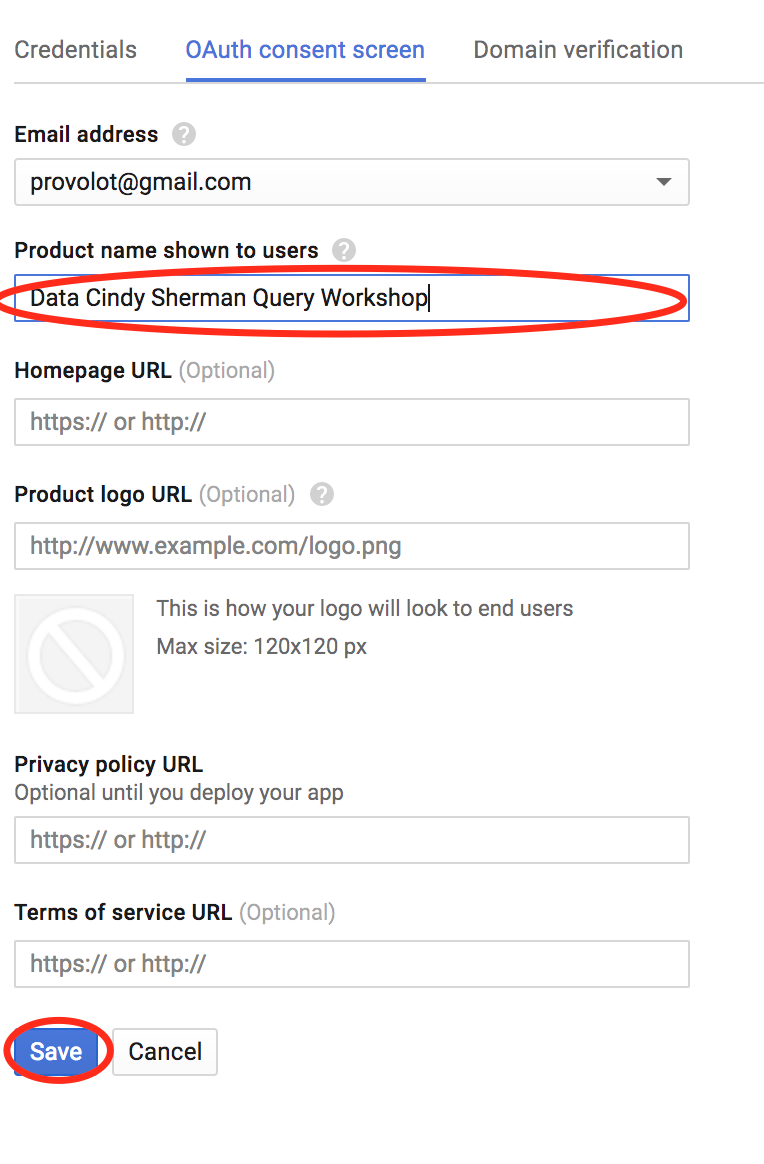 Credentials OAuth consent screen Domain verification
Email address ?
provolot@gmail.com
Product name shown to users ?
Data Cindy Sherman Query Workshop
Homepage URL (Optional)
https:// or http://
Product logo URL (Optional) ?
http://www.example.com/logo.png
This is how your logo will look to end users
Max size: 120x120 px
Privacy policy URL
Optional until you deploy your app
https:// or http://
Terms of service URL (Optional)
https:// or http://
Save Cancel